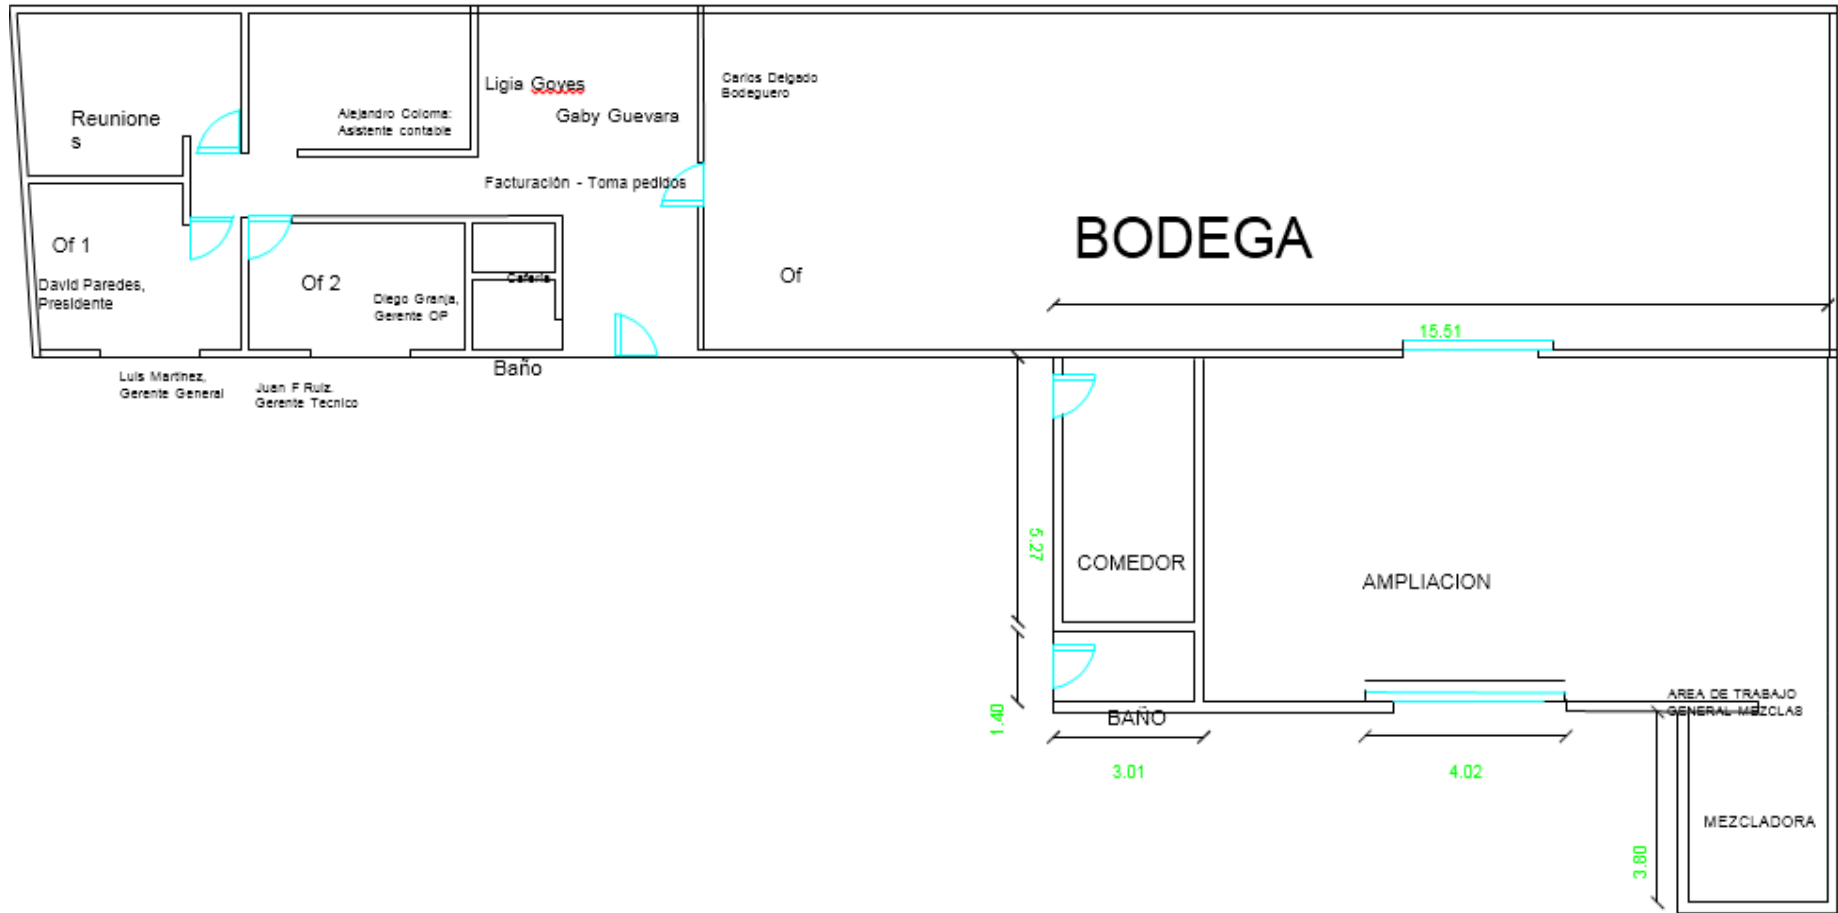 Reunione
s
Alejandro Coloma:
Asistente contable
Ligia Goyes
Gaby Guevara
Facturación - Toma pedidos
Carlos Delgado
Bodeguero
BODEGA
Of 1
David Paredes,
Presidente
Of 2
Diego Granja,
Gerente OP
Cafería
Of
15.51
Baño
Luis Martinez,
Gerente General
Juan F Ruiz.
Gerente Tecnico
5.27
COMEDOR
AMPLIACION
1.40
BAÑO
AREA DE TRABAJO
GENERAL MEZCLAS
3.01
4.02
MEZCLADORA
3.80